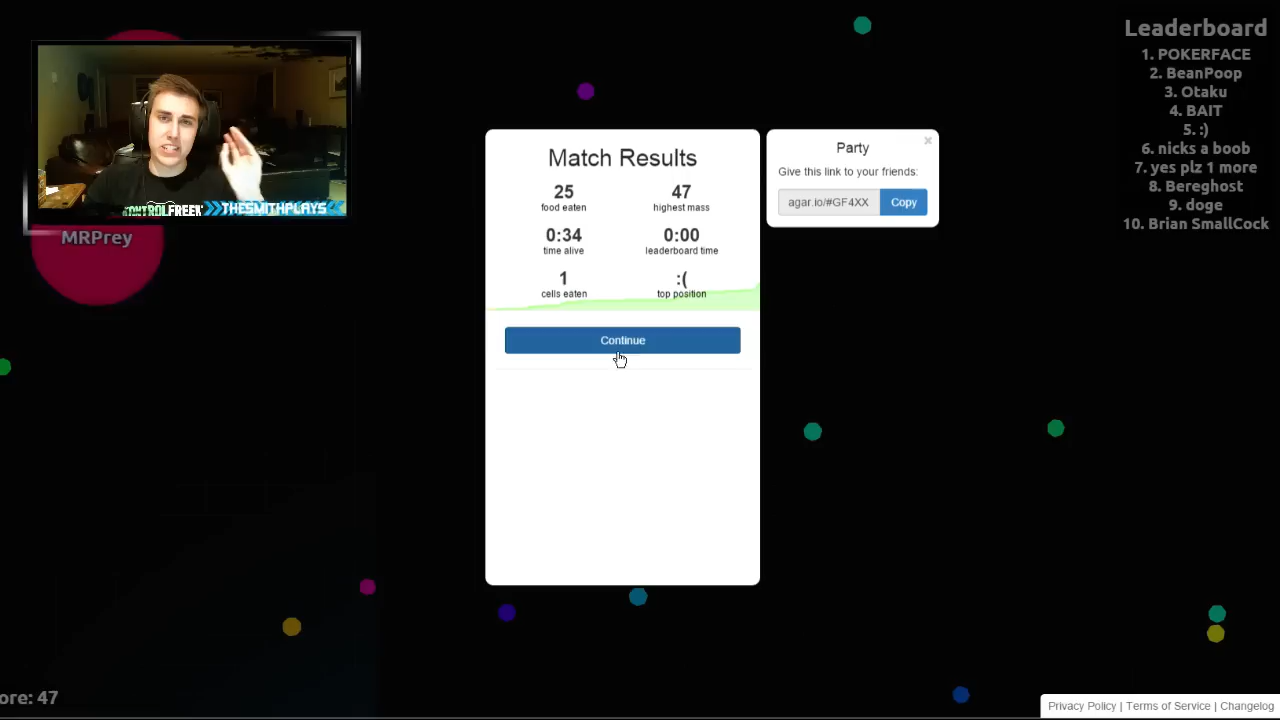 Leaderboard
1. POKERFACE
2. BeanPoop
3. Otaku
4. BAIT
5. :)
6. nicks a boob
7. yes plz 1 more
8. Bereghost
9. doge
10. Brian SmallCock
THESMITHPLAYS
MRPrey
Match Results
25
food eaten
47
highest mass
0:34
time alive
0:00
leaderboard time
1
cells eaten
:(
top position
Continue
Party
×
Give this link to your friends:
agar.io/#GF4XX
Copy
ore: 47
Privacy Policy | Terms of Service | Changelog